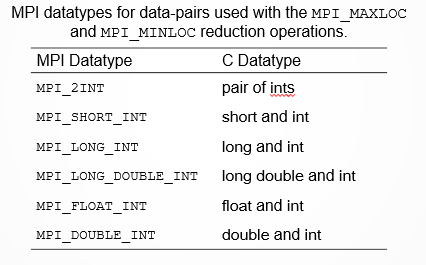 MPI datatypes for data-pairs used with the MPI_MAXLOC
and MPI_MINLOC reduction operations.
MPI Datatype C Datatype
MPI_2INT pair of ints
MPI_SHORT_INT short and int
MPI_LONG_INT long and int
MPI_LONG_DOUBLE_INT long double and int
MPI_FLOAT_INT float and int
MPI_DOUBLE_INT double and int